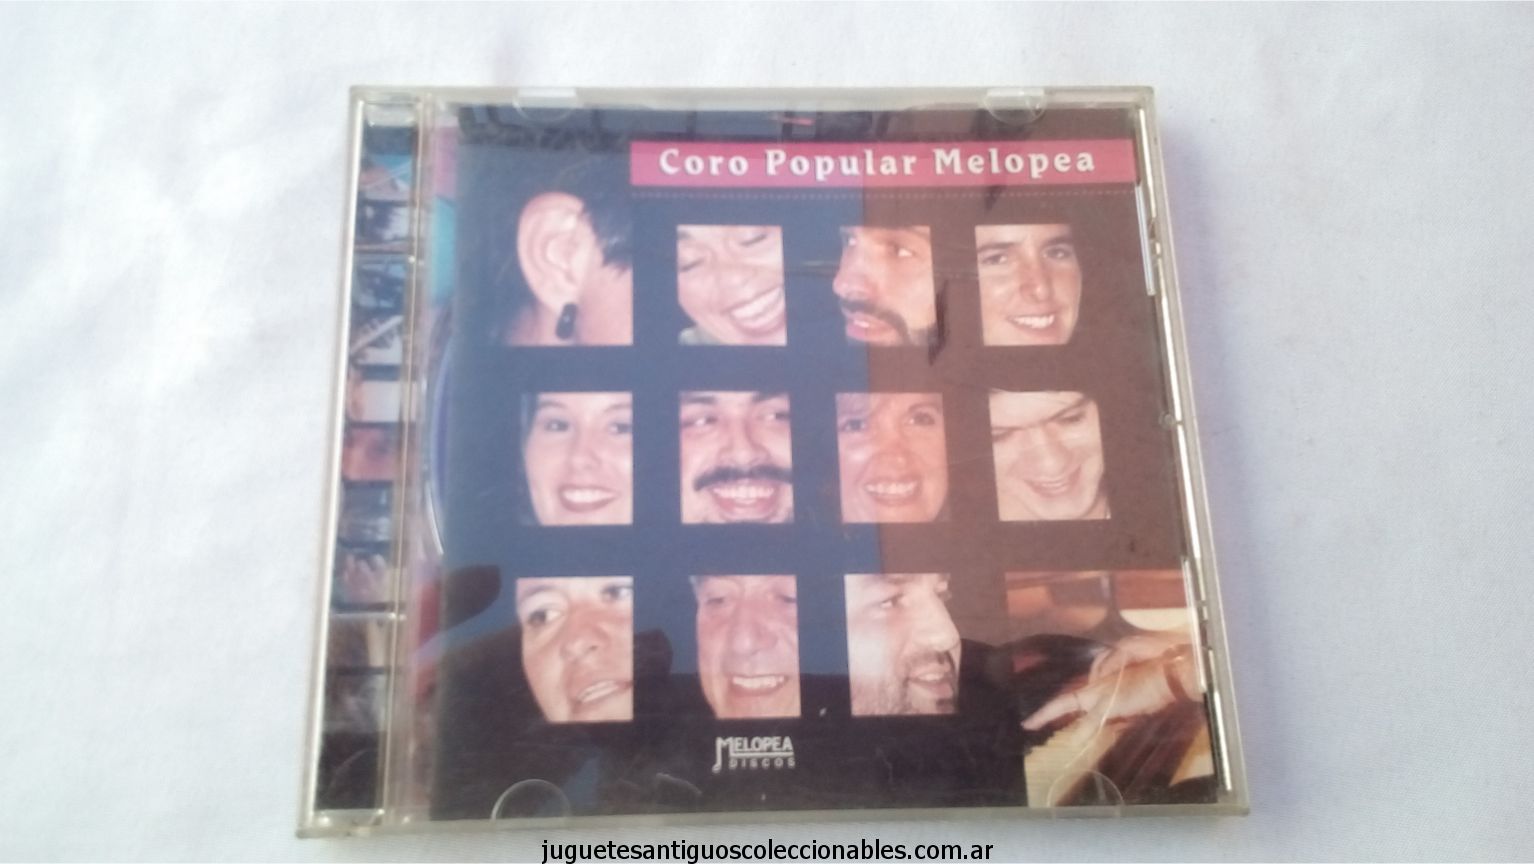 Coro Popular Melopea
MELOPEA
DISCOS
juguetesantiguoscoleccionables.com.ar